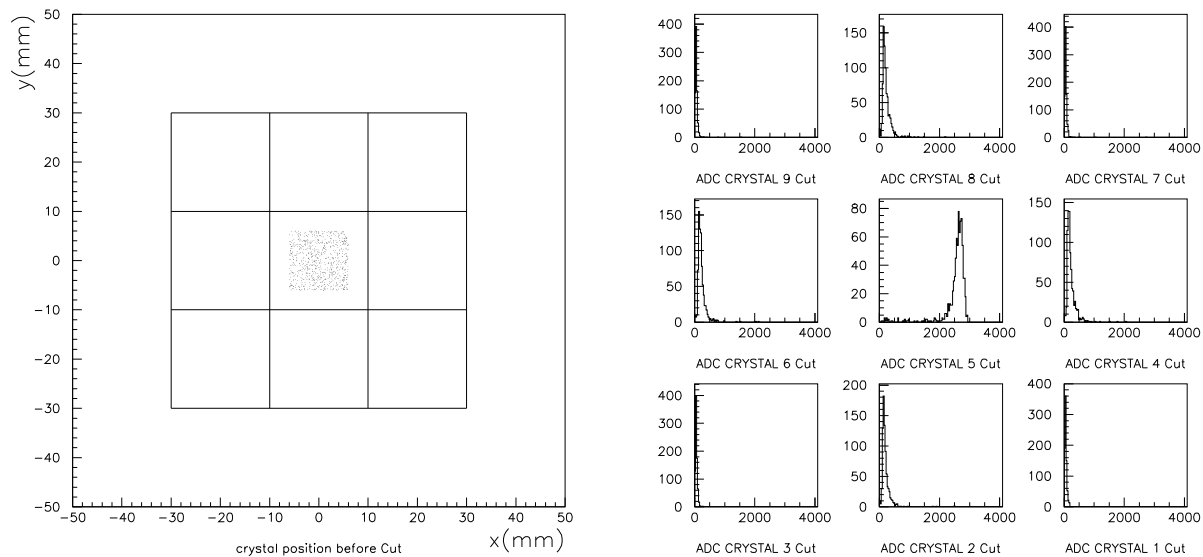 y(mm)
50
40
30
20
10
0
−10
−20
−30
−40
−50
−50 −40 −30 −20 −10 0 10 20 30 40 50
x(mm)
crystal position before Cut
400
300
200
100
0
0 2000 4000
ADC CRYSTAL 9 Cut
150
100
50
0
0 2000 4000
ADC CRYSTAL 8 Cut
400
300
200
100
0
0 2000 4000
ADC CRYSTAL 7 Cut
150
100
50
0
0 2000 4000
ADC CRYSTAL 6 Cut
80
60
40
20
0
0 2000 4000
ADC CRYSTAL 5 Cut
150
100
50
0
0 2000 4000
ADC CRYSTAL 4 Cut
400
300
200
100
0
0 2000 4000
ADC CRYSTAL 3 Cut
200
150
100
50
0
0 2000 4000
ADC CRYSTAL 2 Cut
400
300
200
100
0
0 2000 4000
ADC CRYSTAL 1 Cut